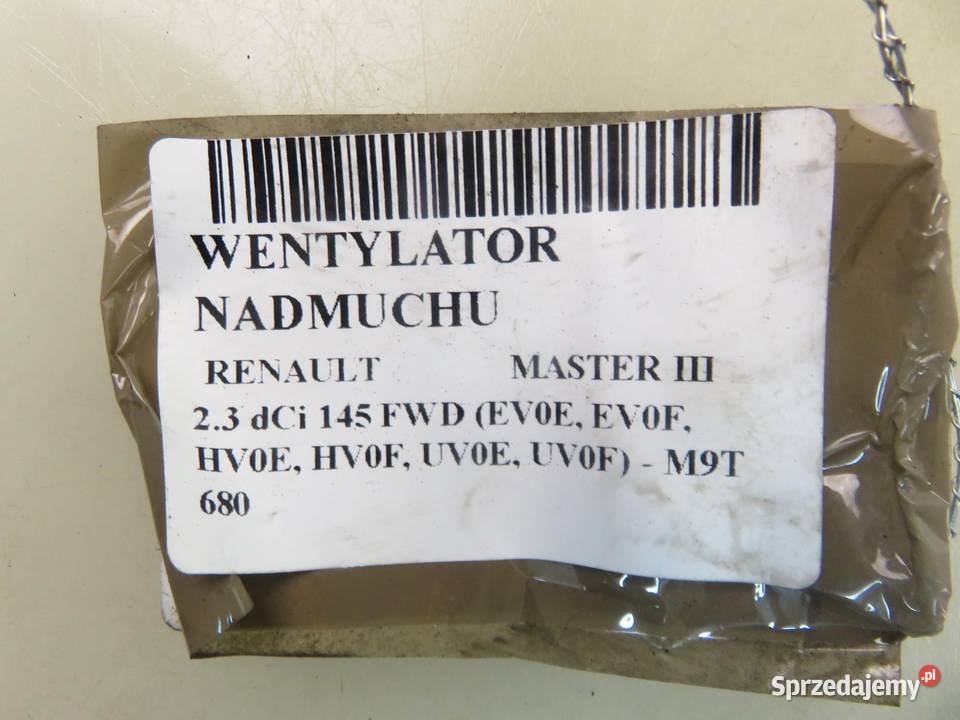 WENTYLATOR
NADMUCHU
RENAULT MASTER III
2.3 dCi 145 FWD (EV0E, EV0F,
HV0E, HV0F, UV0E, UV0F) - M9T
680
Sprzedajemy.pl